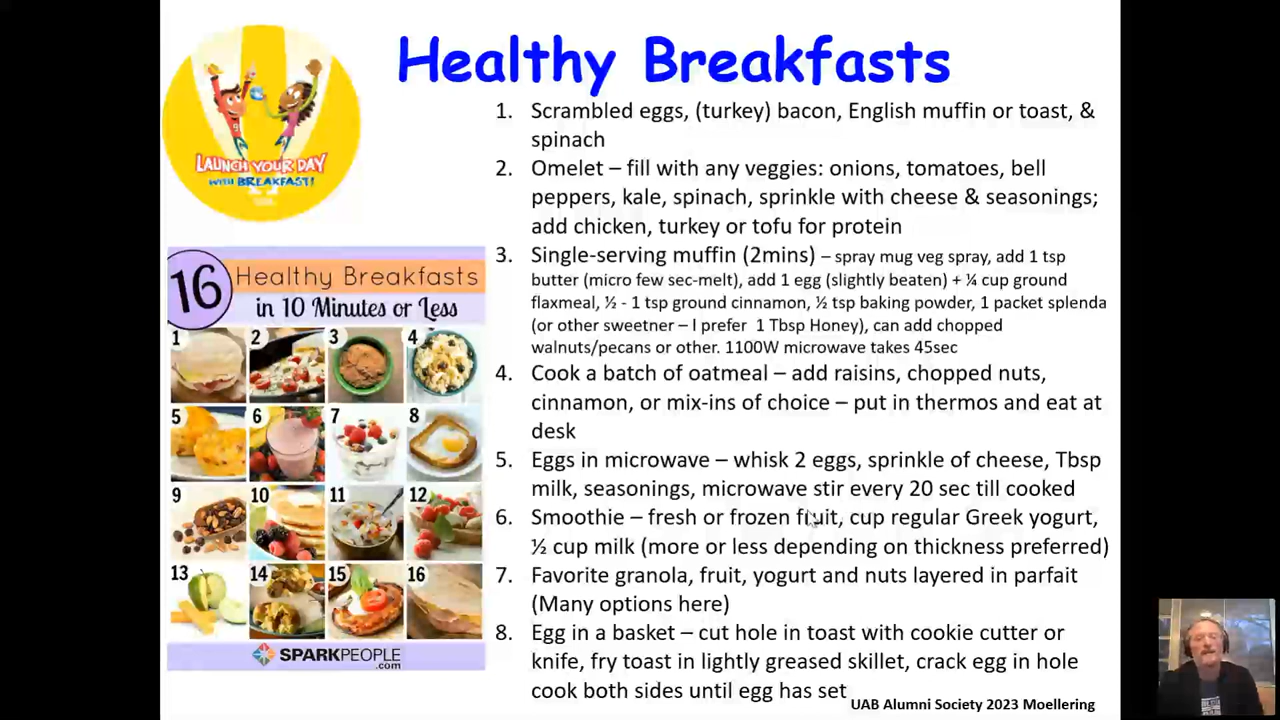 Healthy Breakfasts
LAUNCH YOUR DAY
WITH BREAKFAST!
1. Scrambled eggs, (turkey) bacon, English muffin or toast, &
spinach
2. Omelet – fill with any veggies: onions, tomatoes, bell
peppers, kale, spinach, sprinkle with cheese & seasonings;
add chicken, turkey or tofu for protein
3. Single-serving muffin (2mins) – spray mug veg spray, add 1 tsp
butter (micro few sec-melt), add 1 egg (slightly beaten) + ¼ cup ground
flaxmeal, ½ - 1 tsp ground cinnamon, ½ tsp baking powder, 1 packet splenda
(or other sweetner – I prefer 1 Tbsp Honey), can add chopped
walnuts/pecans or other. 1100W microwave takes 45sec
4. Cook a batch of oatmeal – add raisins, chopped nuts,
cinnamon, or mix-ins of choice – put in thermos and eat at
desk
5. Eggs in microwave – whisk 2 eggs, sprinkle of cheese, Tbsp
milk, seasonings, microwave stir every 20 sec till cooked
6. Smoothie – fresh or frozen fruit, cup regular Greek yogurt,
½ cup milk (more or less depending on thickness preferred)
7. Favorite granola, fruit, yogurt and nuts layered in parfait
(Many options here)
8. Egg in a basket – cut hole in toast with cookie cutter or
knife, fry toast in lightly greased skillet, crack egg in hole
cook both sides until egg has set
16 Healthy Breakfasts
in 10 Minutes or Less
1 2 3 4
5 6 7 8
9 10 11 12
13 14 15 16
SPARKPEOPLE
.com
UAB Alumni Society 2023 Moellering